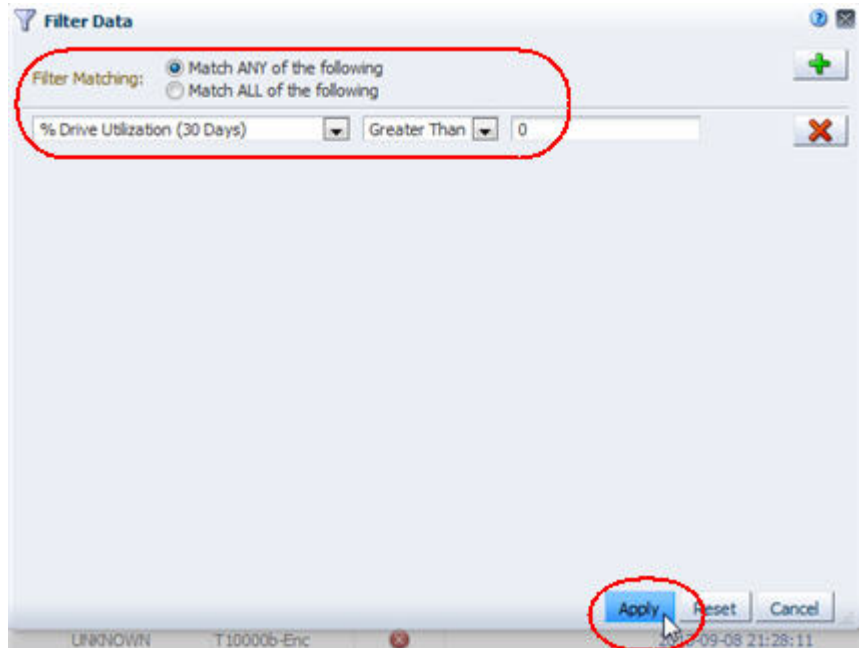 Filter Data
Filter Matching:
Match ANY of the following
Match ALL of the following
% Drive Utilization (30 Days) Greater Than 0
Apply Reset Cancel
UNKNOWN T10000b-Enc 09-08 21:28:11